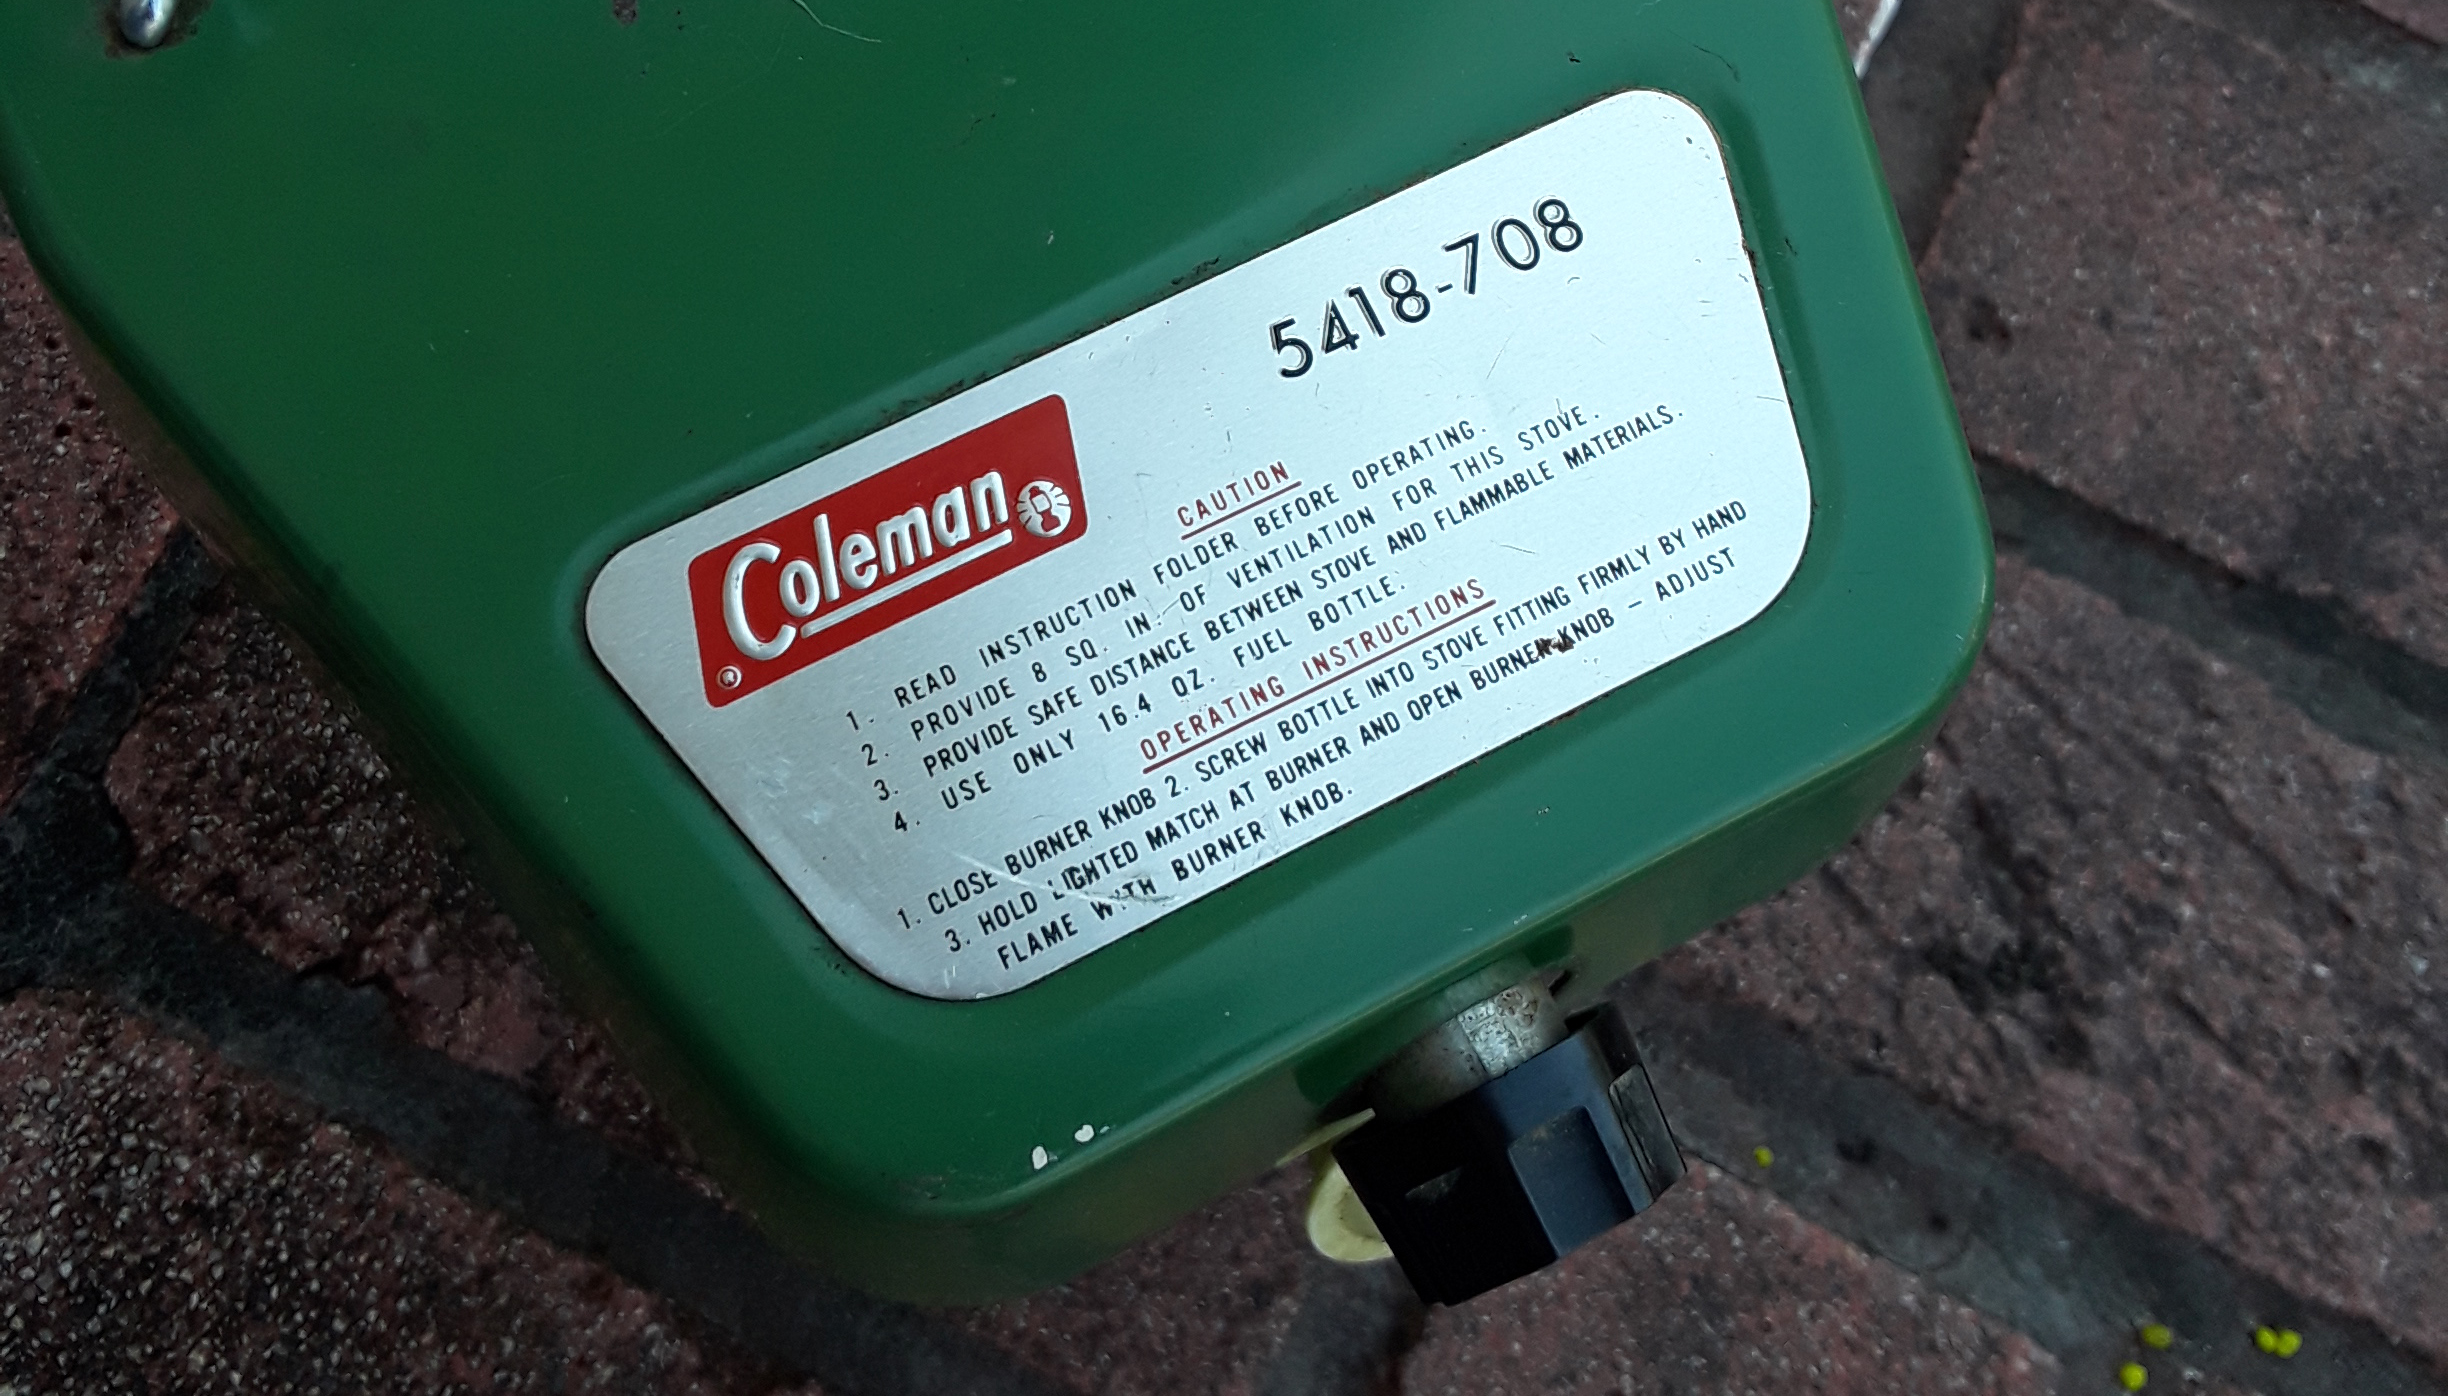 5418-708
Coleman
®
CAUTION
1. READ INSTRUCTION FOLDER BEFORE OPERATING.
2. PROVIDE 8 SQ. IN. OF VENTILATION FOR THIS STOVE.
3. PROVIDE SAFE DISTANCE BETWEEN STOVE AND FLAMMABLE MATERIALS.
4. USE ONLY 16.4 OZ. FUEL BOTTLE.
OPERATING INSTRUCTIONS
1. CLOSE BURNER KNOB 2. SCREW BOTTLE INTO STOVE FITTING FIRMLY BY HAND
3. HOLD LIGHTED MATCH AT BURNER AND OPEN BURNER KNOB – ADJUST
FLAME WITH BURNER KNOB.